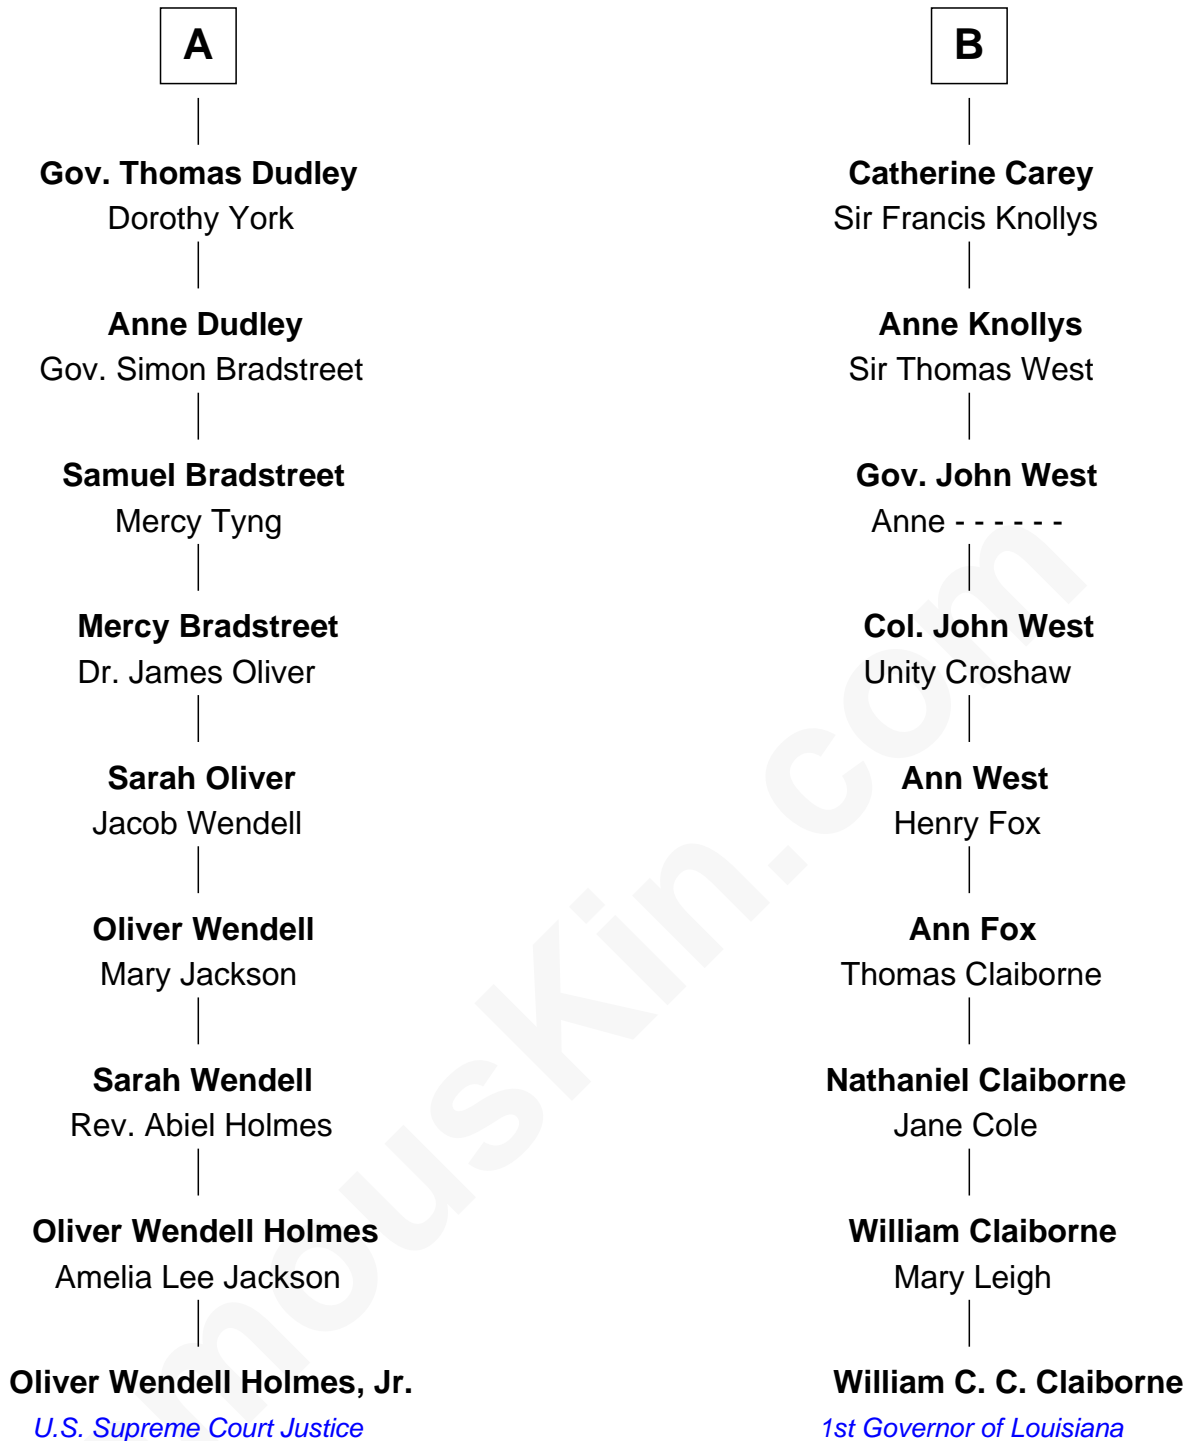 A
Gov. Thomas Dudley
Dorothy York
Anne Dudley
Gov. Simon Bradstreet
Samuel Bradstreet
Mercy Tyng
Mercy Bradstreet
Dr. James Oliver
Sarah Oliver
Jacob Wendell
Oliver Wendell
Mary Jackson
Sarah Wendell
Rev. Abiel Holmes
Oliver Wendell Holmes
Amelia Lee Jackson
Oliver Wendell Holmes, Jr.
U.S. Supreme Court Justice
B
Catherine Carey
Sir Francis Knollys
Anne Knollys
Sir Thomas West
Gov. John West
Anne - - - - - -
Col. John West
Unity Croshaw
Ann West
Henry Fox
Ann Fox
Thomas Claiborne
Nathaniel Claiborne
Jane Cole
William Claiborne
Mary Leigh
William C. C. Claiborne
1st Governor of Louisiana
mousKin.com